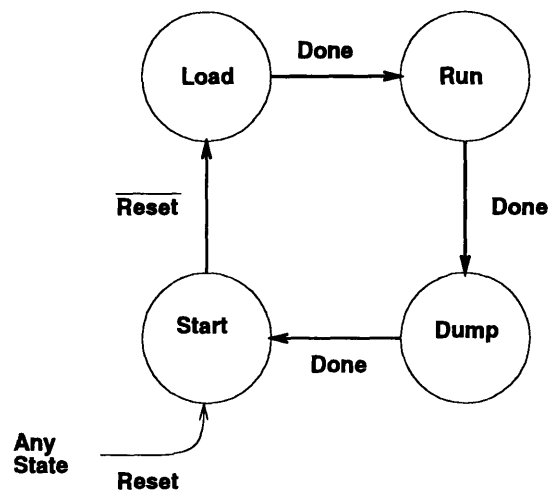 Done
Load
Run
Reset
Done
Start
Dump
Done
Any
State
Reset